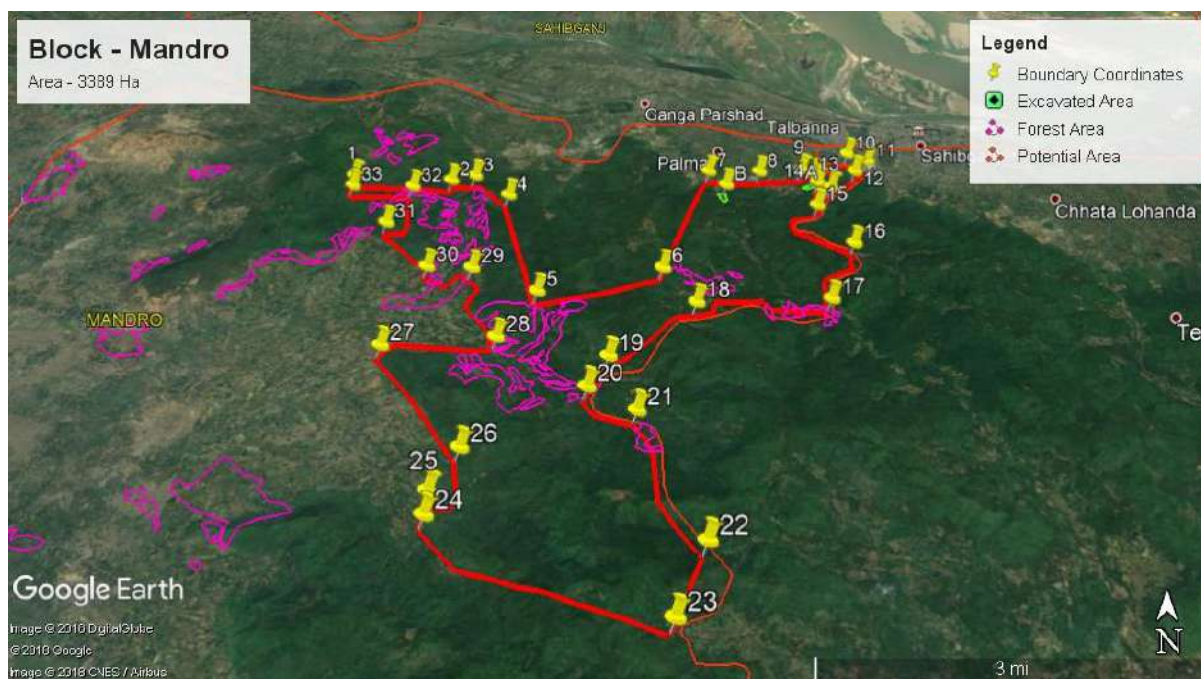 Block - Mandro
Area - 3389 Ha
SAHIBGANJ
Legend
Boundary Coordinates
Excavated Area
Forest Area
Potential Area
Ganga Parshad
Talbanna
Palma
Chhata Lohanda
MANDRO
Te
1
33
32
2
3
4
31
30
29
5
6
7
B
8
9
14
A
13
10
11
12
15
16
17
18
19
20
21
28
27
26
25
24
22
23
Google Earth
Image © 2018 DigitalGlobe
© 2018 Google
Image © 2018 CNES / Airbus
3 mi
N